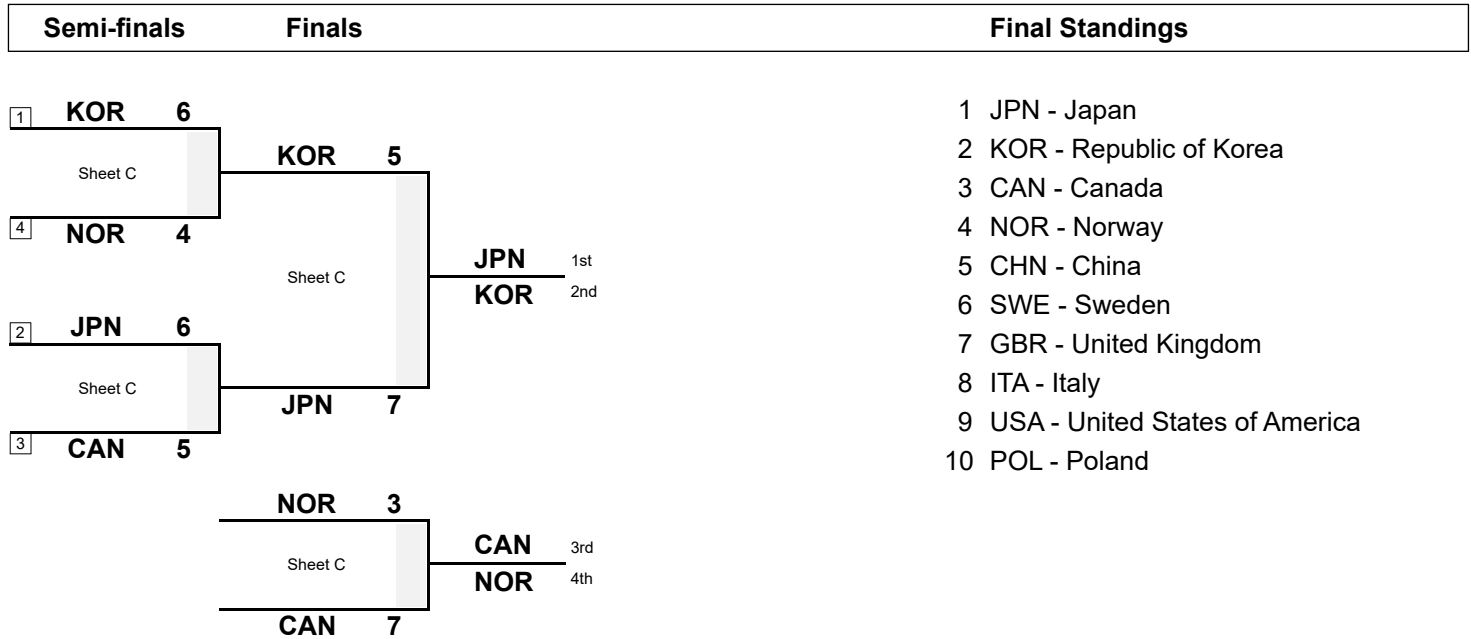 Semi-finals Finals Final Standings
1 KOR 6
Sheet C
4 NOR 4
KOR 5
Sheet C
JPN 7
2 JPN 6
Sheet C
3 CAN 5
JPN 1st
KOR 2nd
NOR 3
Sheet C
CAN 7
CAN 3rd
NOR 4th
1 JPN - Japan
2 KOR - Republic of Korea
3 CAN - Canada
4 NOR - Norway
5 CHN - China
6 SWE - Sweden
7 GBR - United Kingdom
8 ITA - Italy
9 USA - United States of America
10 POL - Poland